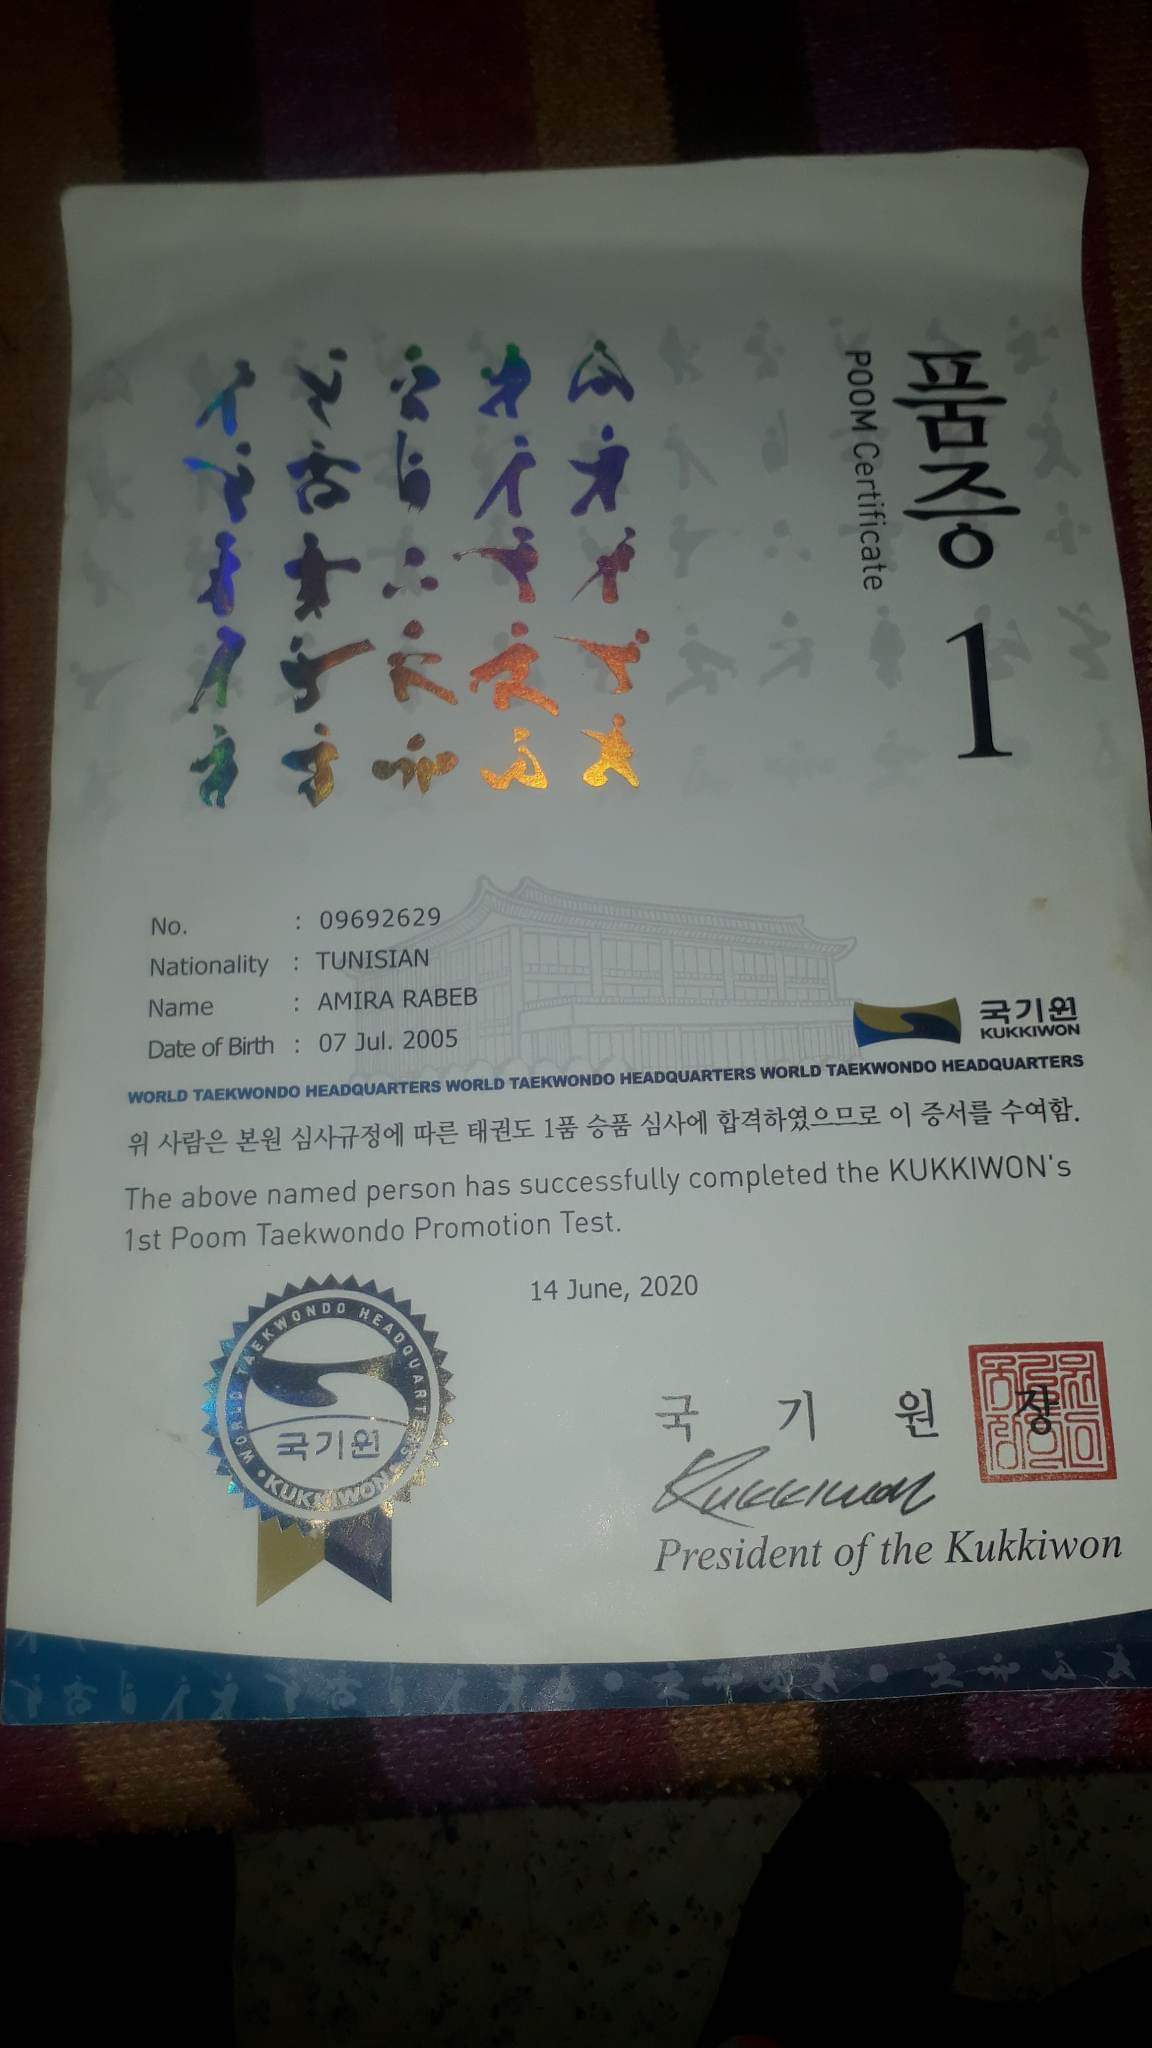 품증 1
POOM Certificate
No. : 09692629
Nationality : TUNISIAN
Name : AMIRA RABEB
Date of Birth : 07 Jul. 2005
국기원
KUKKIWON
WORLD TAEKWONDO HEADQUARTERS WORLD TAEKWONDO HEADQUARTERS WORLD TAEKWONDO HEADQUARTERS
위 사람은 본원 심사규정에 따른 태권도 1품 승품 심사에 합격하였으므로 이 증서를 수여함.
The above named person has successfully completed the KUKKIWON's
1st Poom Taekwondo Promotion Test.
14 June, 2020
WORLD TAEKWONDO HEADQUARTERS
국기원
KUKKIWON
국 기 원 장
Kukkiwon
President of the Kukkiwon